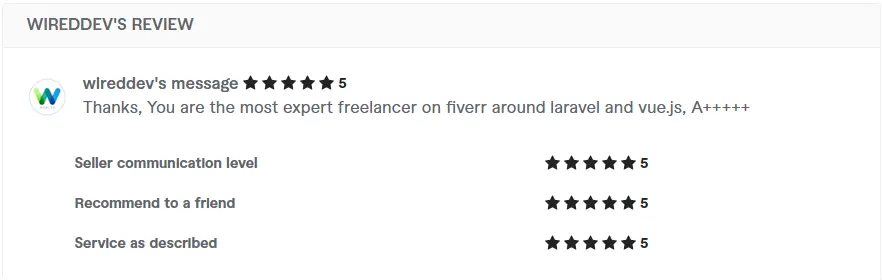 WIREDDEV'S REVIEW
wireddev's message ★★★★★ 5
Thanks, You are the most expert freelancer on fiverr around laravel and vue.js, A+++++
Seller communication level ★★★★★ 5
Recommend to a friend ★★★★★ 5
Service as described ★★★★★ 5